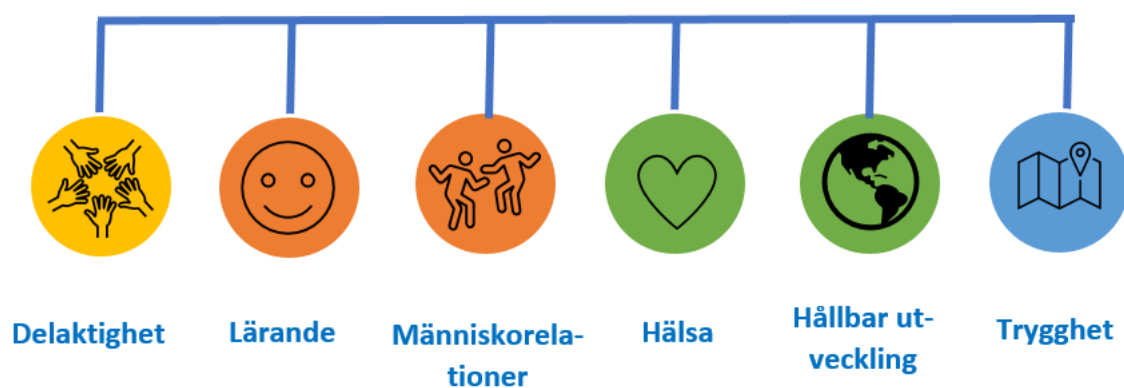 Delaktighet
Lärande
Människorela-
tioner
Hälsa
Hållbar ut-
veckling
Trygghet